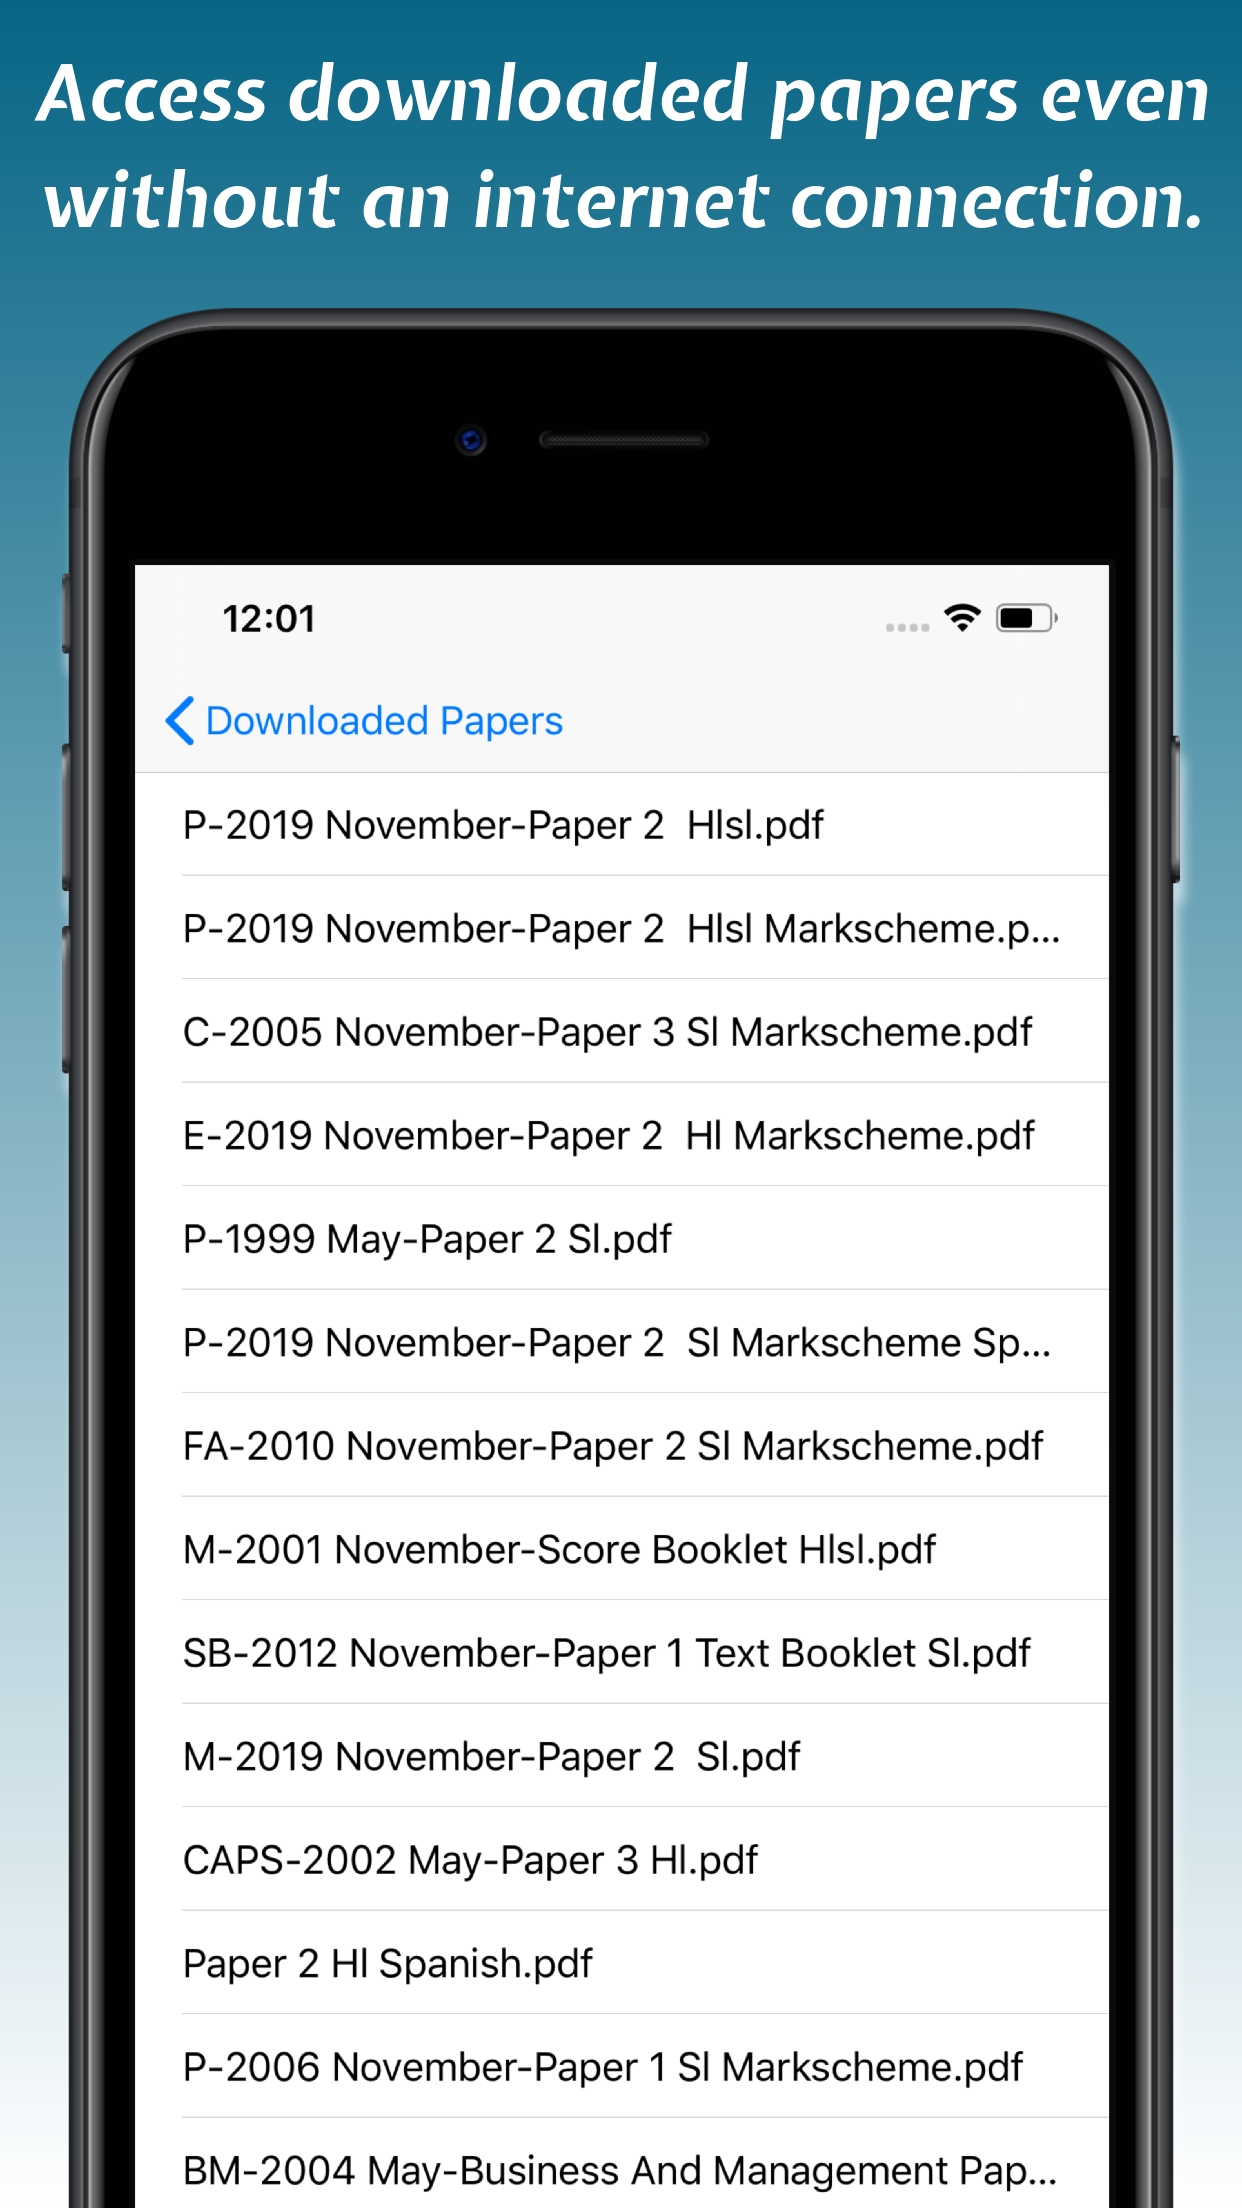 Access downloaded papers even
without an internet connection.
12:01
Downloaded Papers
P-2019 November-Paper 2  Hlsl.pdf
P-2019 November-Paper 2  Hlsl Markscheme.p...
C-2005 November-Paper 3 Sl Markscheme.pdf
E-2019 November-Paper 2  Hl Markscheme.pdf
P-1999 May-Paper 2 Sl.pdf
P-2019 November-Paper 2  Sl Markscheme Sp...
FA-2010 November-Paper 2 Sl Markscheme.pdf
M-2001 November-Score Booklet Hlsl.pdf
SB-2012 November-Paper 1 Text Booklet Sl.pdf
M-2019 November-Paper 2  Sl.pdf
CAPS-2002 May-Paper 3 Hl.pdf
Paper 2 Hl Spanish.pdf
P-2006 November-Paper 1 Sl Markscheme.pdf
BM-2004 May-Business And Management Pap...